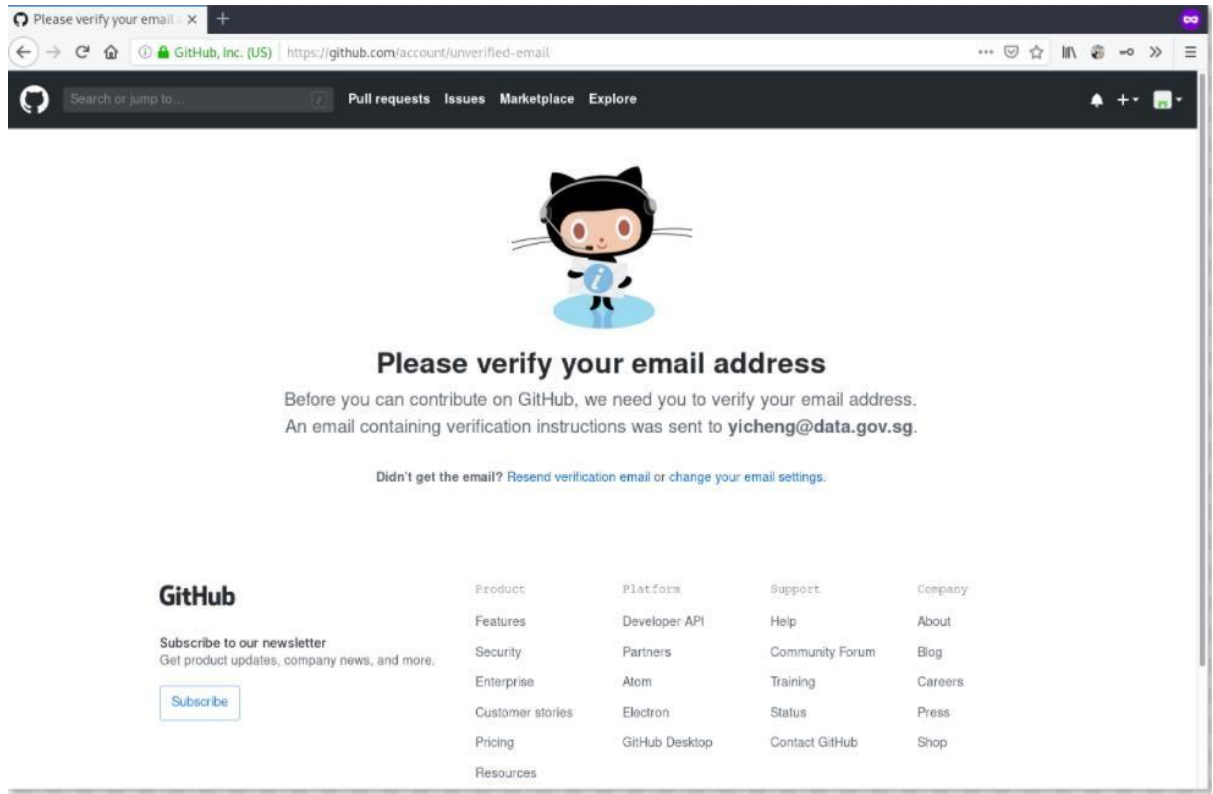 Please verify your email
GitHub, Inc. (US) https://github.com/account/unverified-email
Search or jump to... / Pull requests Issues Marketplace Explore
i
Please verify your email address
Before you can contribute on GitHub, we need you to verify your email address.
An email containing verification instructions was sent to yicheng@data.gov.sg.
Didn't get the email? Resend verification email or change your email settings.
GitHub
Subscribe to our newsletter
Get product updates, company news, and more.
Subscribe
Product
Features
Security
Enterprise
Customer stories
Pricing
Resources
Platform
Developer API
Partners
Atom
Electron
GitHub Desktop
Support
Help
Community Forum
Training
Status
Contact GitHub
Company
About
Blog
Careers
Press
Shop